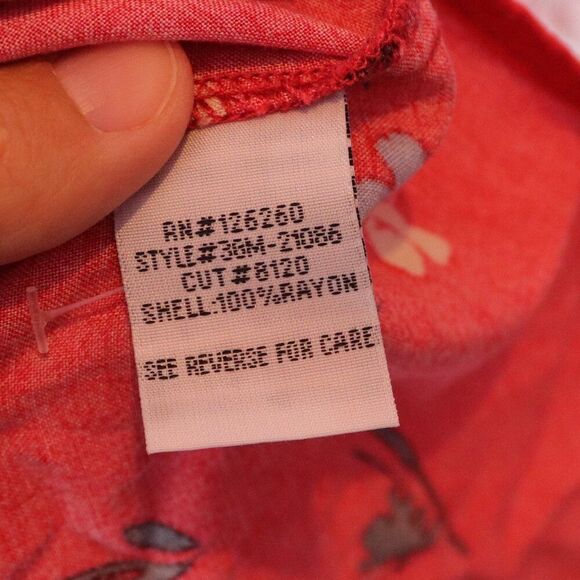 RN#126260
STYLE#36M-21086
CUT#8120
SHELL:100%RAYON
SEE REVERSE FOR CARE